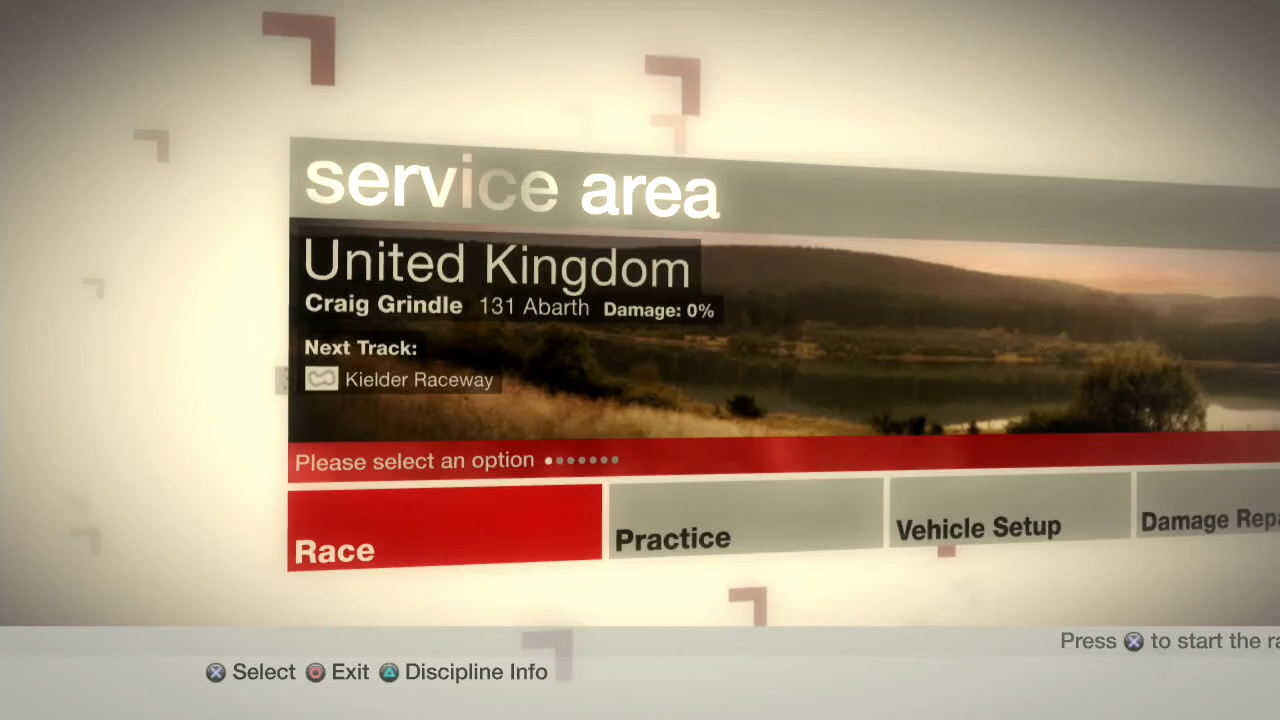 service area
United Kingdom
Craig Grindle 131 Abarth Damage: 0%
Next Track:
Kielder Raceway
Please select an option
Race
Practice
Vehicle Setup
Damage Repa
Press to start the ra
Select Exit Discipline Info